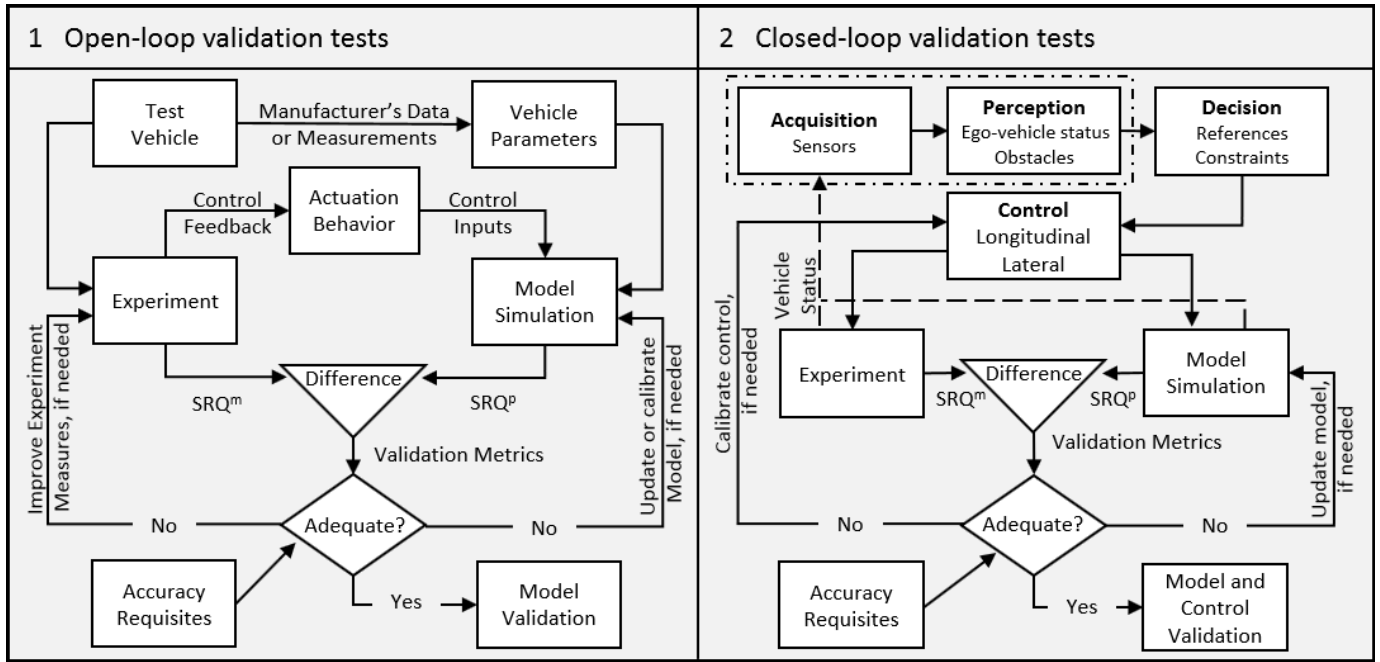 1 Open-loop validation tests
Test
Vehicle
Manufacturer's Data
or Measurements
Vehicle
Parameters
Control
Feedback
Actuation
Behavior
Control
Inputs
Experiment
Model
Simulation
Improve Experiment
Measures, if needed
Difference
SRQᵐ
SRQᵖ
Update or calibrate
Model, if needed
Validation Metrics
No
Adequate?
No
Accuracy
Requisites
Yes
Model
Validation
2 Closed-loop validation tests
Acquisition
Sensors
Perception
Ego-vehicle status
Obstacles
Decision
References
Constraints
Control
Longitudinal
Lateral
Vehicle
Status
Calibrate control,
if needed
Experiment
Difference
Model
Simulation
SRQᵐ
SRQᵖ
Update model,
if needed
Validation Metrics
No
Adequate?
No
Accuracy
Requisites
Yes
Model and
Control
Validation